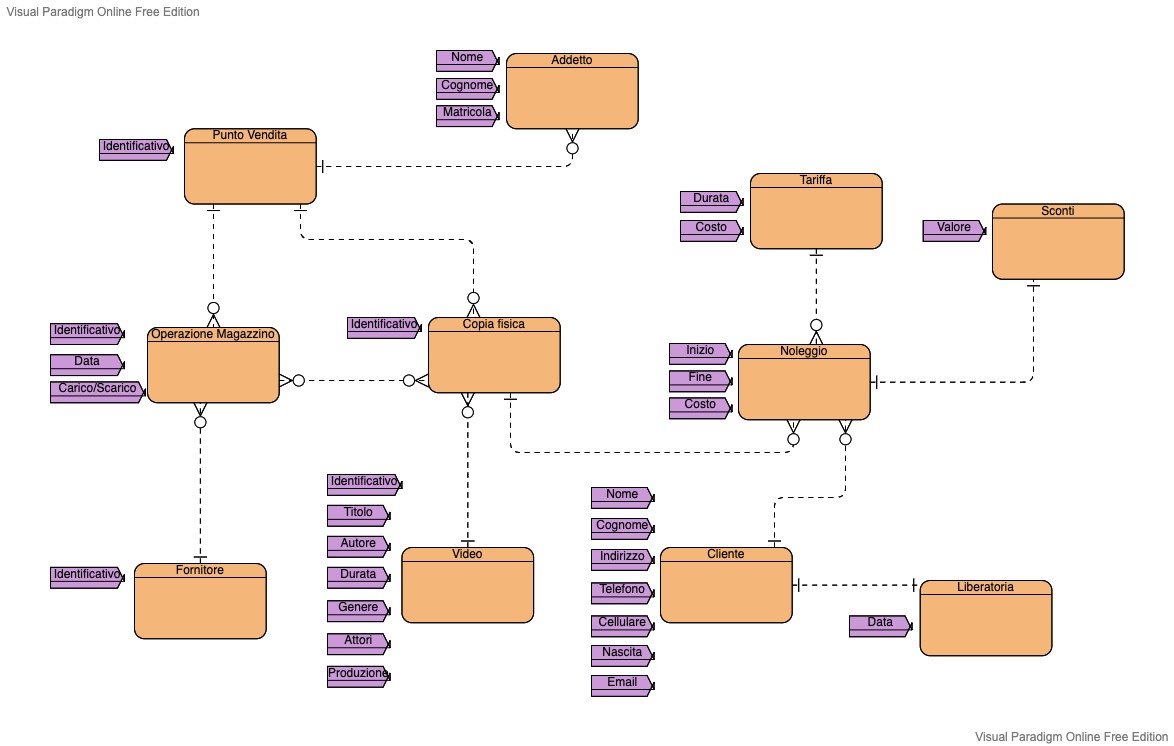 Visual Paradigm Online Free Edition
Nome
Cognome
Matricola
Addetto
Identificativo
Punto Vendita
Durata
Costo
Tariffa
Valore
Sconti
Identificativo
Data
Carico/Scarico
Operazione Magazzino
Identificativo
Copia fisica
Inizio
Fine
Costo
Noleggio
Identificativo
Fornitore
Identificativo
Titolo
Autore
Durata
Genere
Attori
Produzione
Video
Nome
Cognome
Indirizzo
Telefono
Cellulare
Nascita
Email
Cliente
Data
Liberatoria
Visual Paradigm Online Free Edition